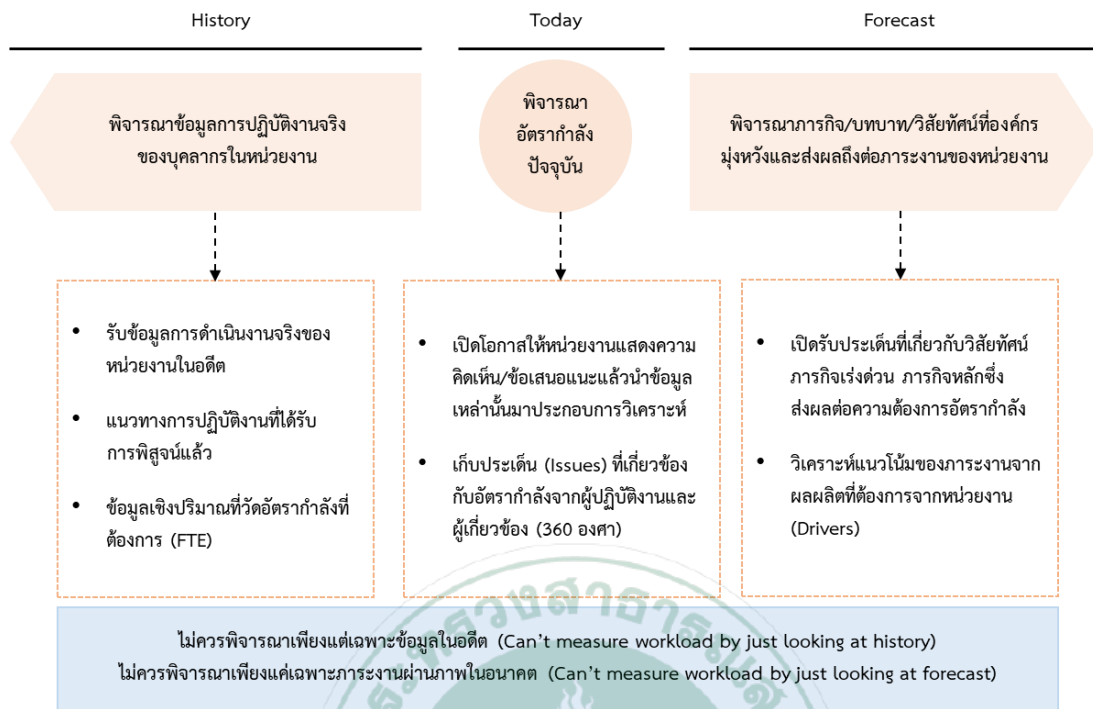 History
Today
Forecast
พิจารณาข้อมูลการปฏิบัติงานจริง
ของบุคลากรในหน่วยงาน
พิจารณา
อัตรากำลัง
ปัจจุบัน
พิจารณาภารกิจ/บทบาท/วิสัยทัศน์ที่องค์กร
มุ่งหวังและส่งผลถึงต่อภาระงานของหน่วยงาน
• รับข้อมูลการดำเนินงานจริงของ
หน่วยงานในอดีต
• แนวทางการปฏิบัติงานที่ได้รับ
การพิสูจน์แล้ว
• ข้อมูลเชิงปริมาณที่วัดอัตรากำลังที่
ต้องการ (FTE)
• เปิดโอกาสให้หน่วยงานแสดงความ
คิดเห็น/ข้อเสนอแนะแล้วนำข้อมูล
เหล่านั้นมาประกอบการวิเคราะห์
• เก็บประเด็น (Issues) ที่เกี่ยวข้อง
กับอัตรากำลังจากผู้ปฏิบัติงานและ
ผู้เกี่ยวข้อง (360 องศา)
• เปิดรับประเด็นที่เกี่ยวกับวิสัยทัศน์
ภารกิจเร่งด่วน ภารกิจหลักซึ่ง
ส่งผลต่อความต้องการอัตรากำลัง
• วิเคราะห์แนวโน้มของภาระงานจาก
ผลผลิตที่ต้องการจากหน่วยงาน
(Drivers)
ไม่ควรพิจารณาเพียงแต่เฉพาะข้อมูลในอดีต (Can't measure workload by just looking at history)
ไม่ควรพิจารณาเพียงแค่เฉพาะภาระงานผ่านภาพในอนาคต (Can't measure workload by just looking at forecast)